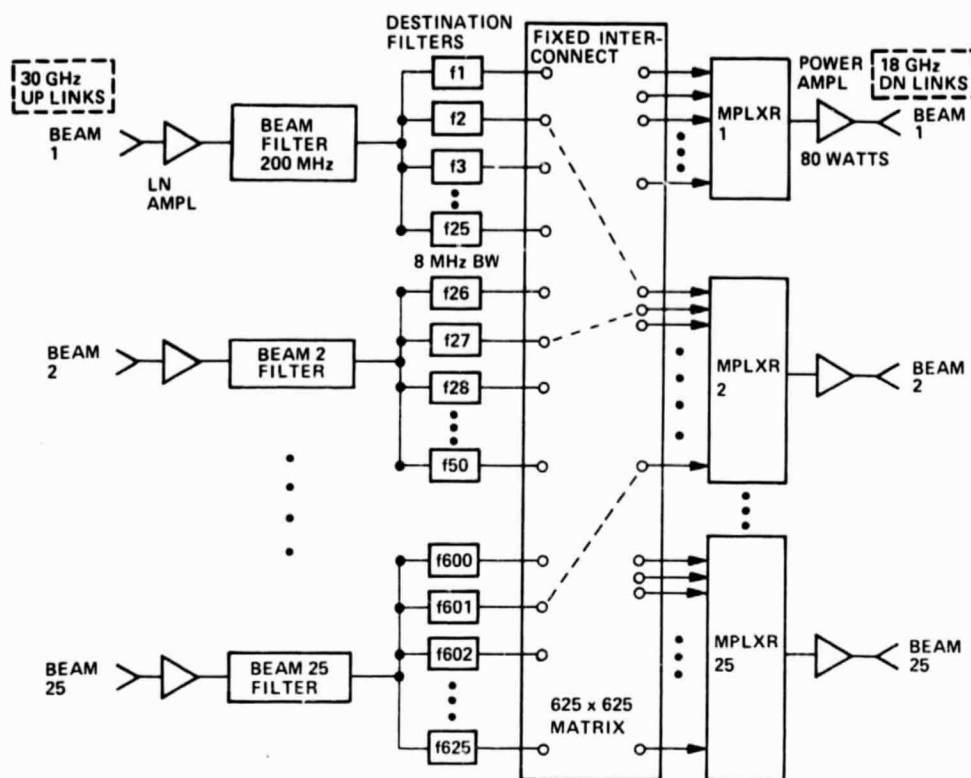 DESTINATION
FILTERS
FIXED INTER-
CONNECT
30 GHz
UP LINKS
BEAM
1
LN
AMPL
BEAM
FILTER
200 MHz
f1
f2
f3
f25
8 MHz BW
MPLXR
1
POWER
AMPL
80 WATTS
18 GHz
DN LINKS
BEAM
1
BEAM
2
BEAM 2
FILTER
f26
f27
f28
f50
MPLXR
2
BEAM
2
BEAM
25
BEAM 25
FILTER
f600
f601
f602
f625
625 x 625
MATRIX
MPLXR
25
BEAM
25